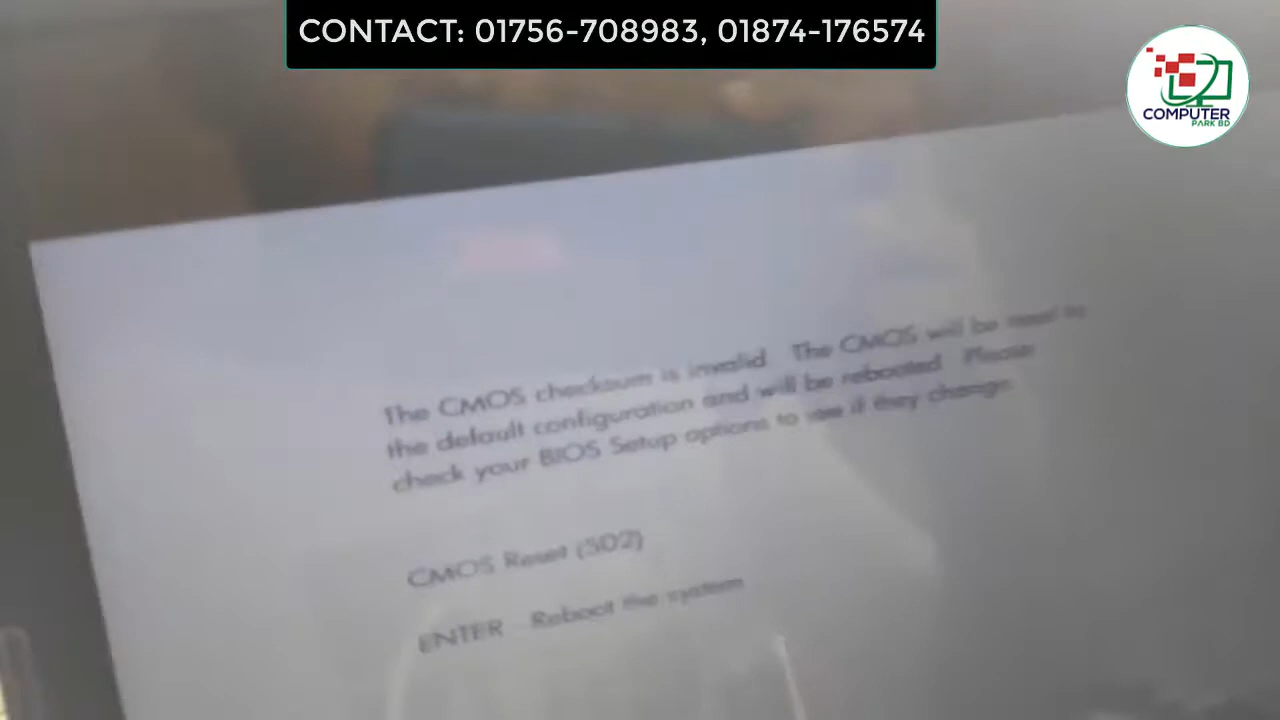 CONTACT: 01756-708983, 01874-176574
COMPUTER
PARK BD
The CMOS checksum is invalid The CMOS will be reset to
the default configuration and will be rebooted Please
check your BIOS Setup options to see if they change
CMOS Reset (502)
ENTER Reboot the system